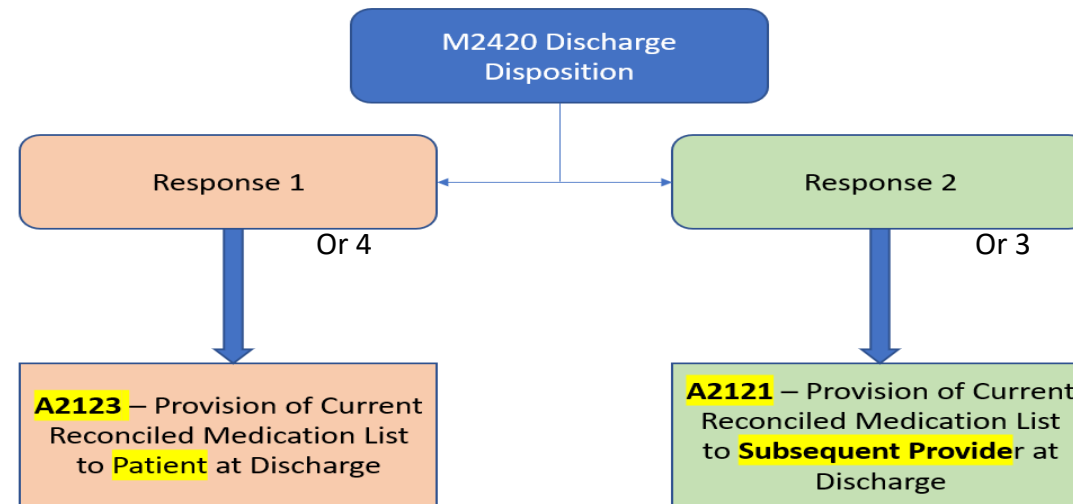 M2420 Discharge
Disposition
Response 1
Response 2
Or 4
Or 3
A2123 – Provision of Current
Reconciled Medication List
to Patient at Discharge
A2121 – Provision of Current
Reconciled Medication List
to Subsequent Provider at
Discharge